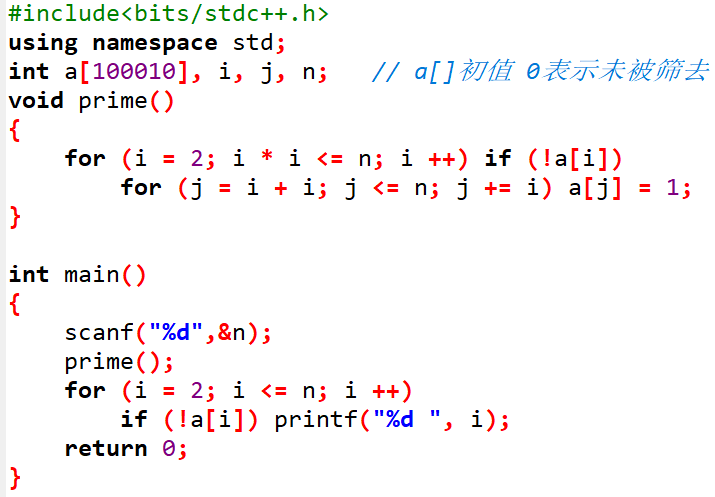 #include<bits/stdc++.h>
using namespace std;
int a[100010], i, j, n;   // a[]初值 0表示未被筛去
void prime()
{
    for (i = 2; i * i <= n; i ++) if (!a[i])
        for (j = i + i; j <= n; j += i) a[j] = 1;
}

int main()
{
    scanf("%d",&n);
    prime();
    for (i = 2; i <= n; i ++)
        if (!a[i]) printf("%d ", i);
    return 0;
}